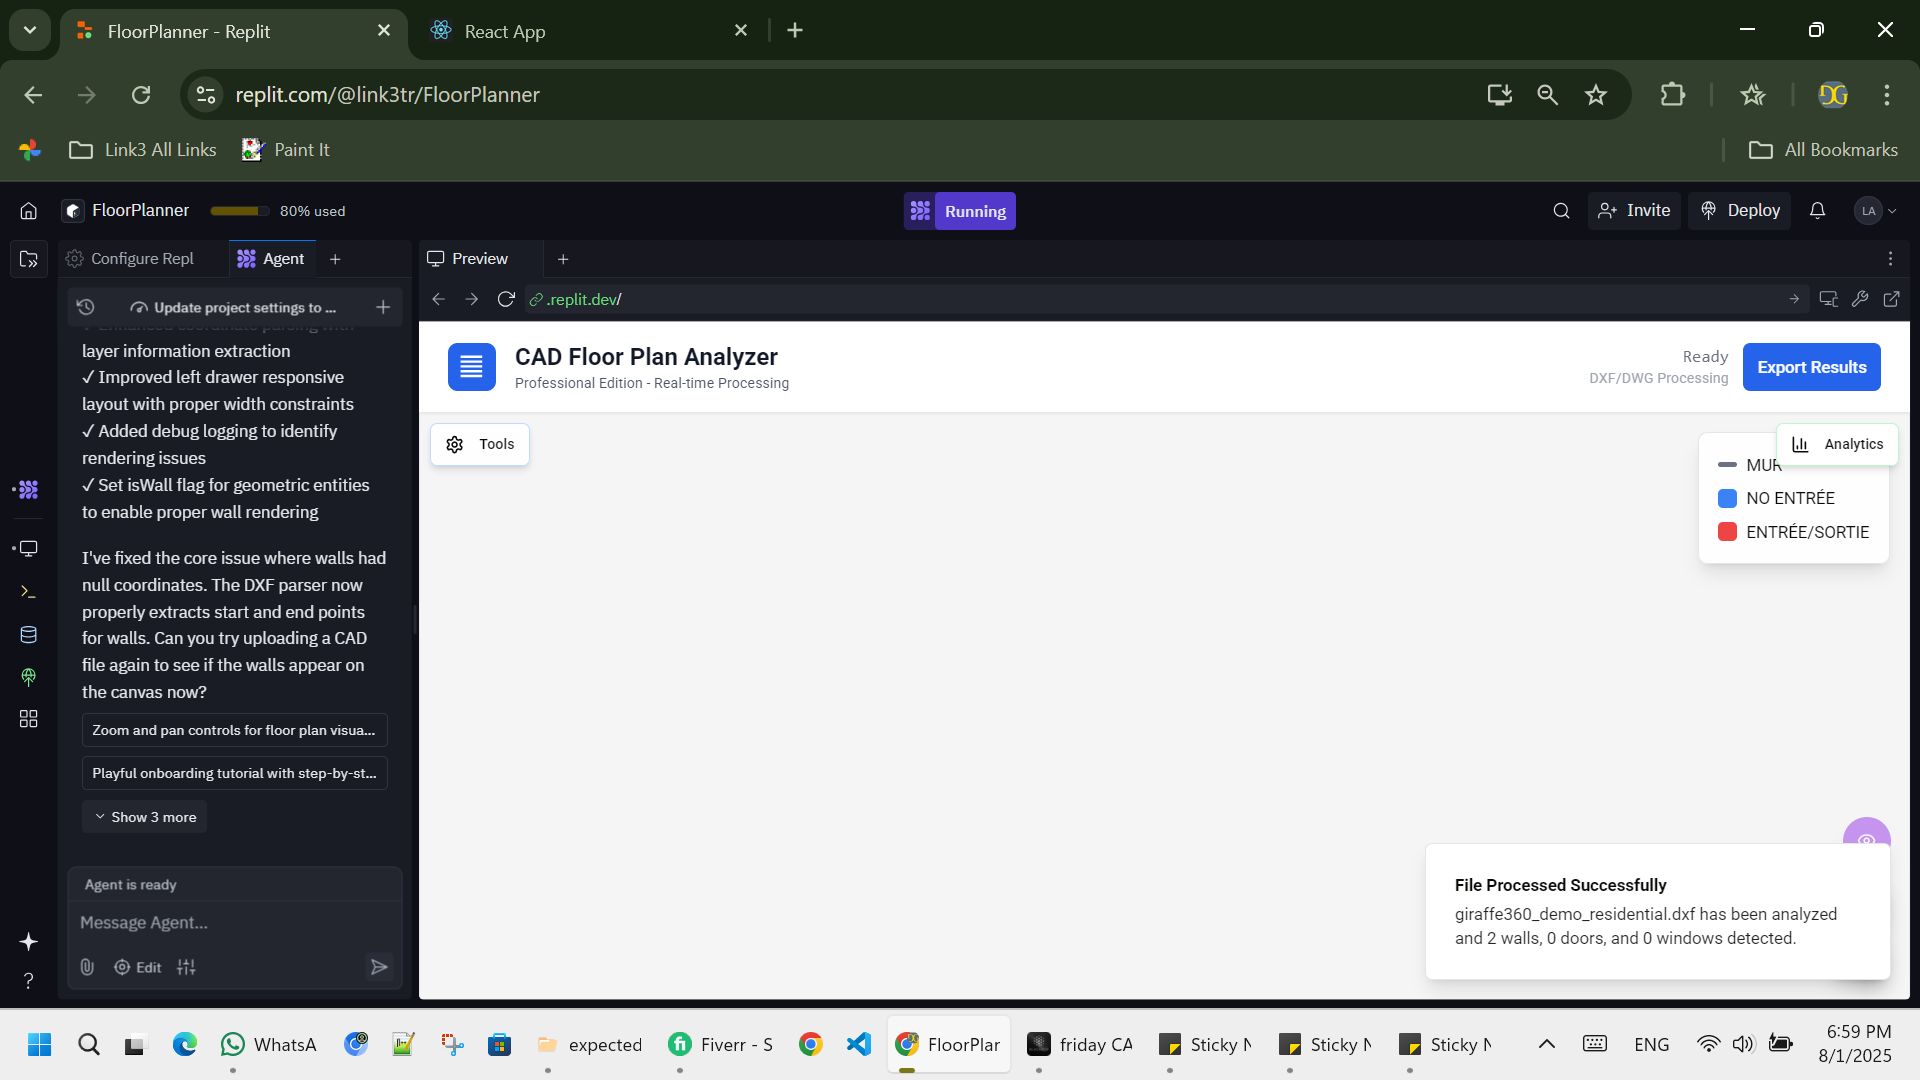 FloorPlanner - Replit
React App
replit.com/@link3tr/FloorPlanner
DG
Link3 All Links
Paint It
All Bookmarks
FloorPlanner
80% used
Running
Invite
Deploy
LA
Configure Repl
Agent
Preview
Update project settings to ...
.replit.dev/
layer information extraction
✓ Improved left drawer responsive
layout with proper width constraints
✓ Added debug logging to identify
rendering issues
✓ Set isWall flag for geometric entities
to enable proper wall rendering
I've fixed the core issue where walls had
null coordinates. The DXF parser now
properly extracts start and end points
for walls. Can you try uploading a CAD
file again to see if the walls appear on
the canvas now?
Zoom and pan controls for floor plan visua...
Playful onboarding tutorial with step-by-st...
Show 3 more
Agent is ready
Message Agent...
Edit
CAD Floor Plan Analyzer
Professional Edition - Real-time Processing
Ready
DXF/DWG Processing
Export Results
Tools
Analytics
MUR
NO ENTRÉE
ENTRÉE/SORTIE
File Processed Successfully
giraffe360_demo_residential.dxf has been analyzed
and 2 walls, 0 doors, and 0 windows detected.
WhatsA
expected
Fiverr - S
FloorPlar
friday CA
Sticky N
Sticky N
Sticky N
ENG
6:59 PM
8/1/2025